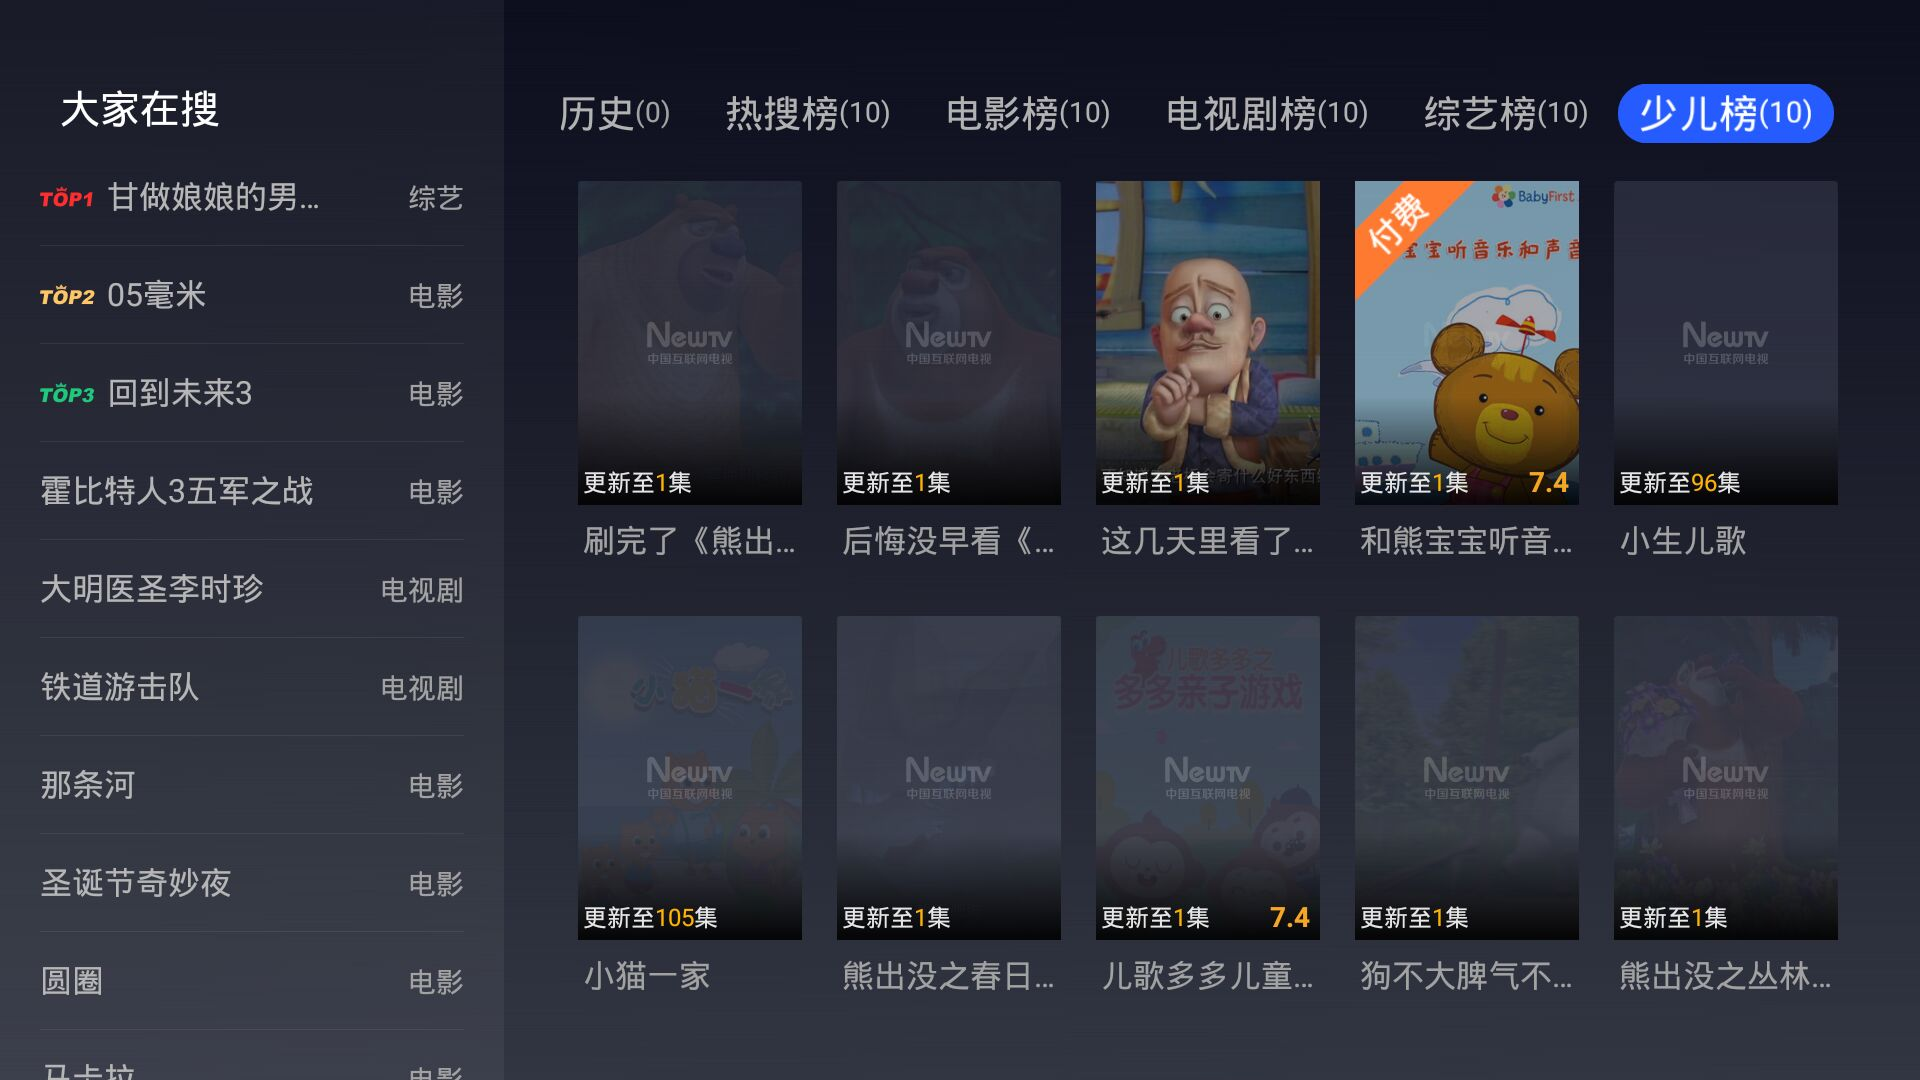 大家在搜
TOP1 甘做娘娘的男... 综艺
TOP2 05毫米 电影
TOP3 回到未来3 电影
霍比特人3五军之战 电影
大明医圣李时珍 电视剧
铁道游击队 电视剧
那条河 电影
圣诞节奇妙夜 电影
圆圈 电影
马卡拉 电影
历史(0) 热搜榜(10) 电影榜(10) 电视剧榜(10) 综艺榜(10) 少儿榜(10)
NewTV
中国互联网电视
更新至1集
刷完了《熊出...
NewTV
中国互联网电视
更新至1集
后悔没早看《...
更新至1集
这几天里看了...
付费
BabyFirst
宝宝听音乐和声音
更新至1集 7.4
和熊宝宝听音...
NewTV
中国互联网电视
更新至96集
小生儿歌
小猫一家
NewTV
中国互联网电视
更新至105集
小猫一家
NewTV
中国互联网电视
更新至1集
熊出没之春日...
儿歌多多之
多多亲子游戏
NewTV
中国互联网电视
更新至1集 7.4
儿歌多多儿童...
NewTV
中国互联网电视
更新至1集
狗不大脾气不...
NewTV
中国互联网电视
更新至1集
熊出没之丛林...